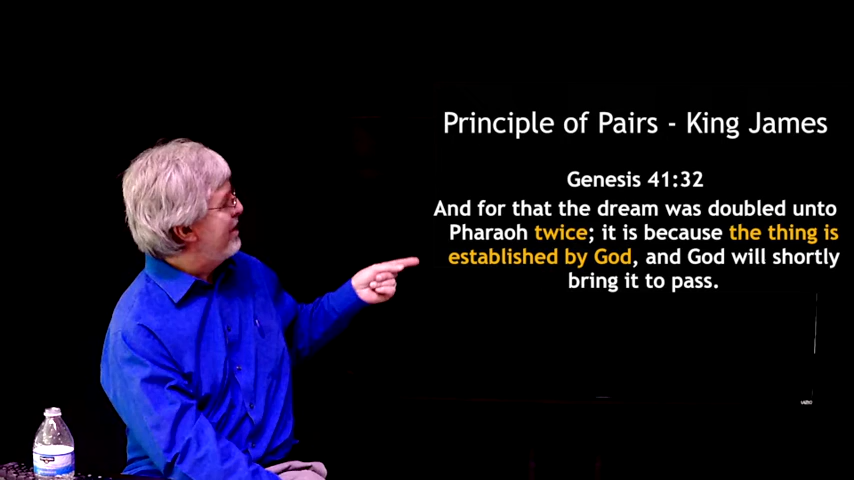 Principle of Pairs - King James
Genesis 41:32
And for that the dream was doubled unto
Pharaoh twice; it is because the thing is
established by God, and God will shortly
bring it to pass.
VIZIO